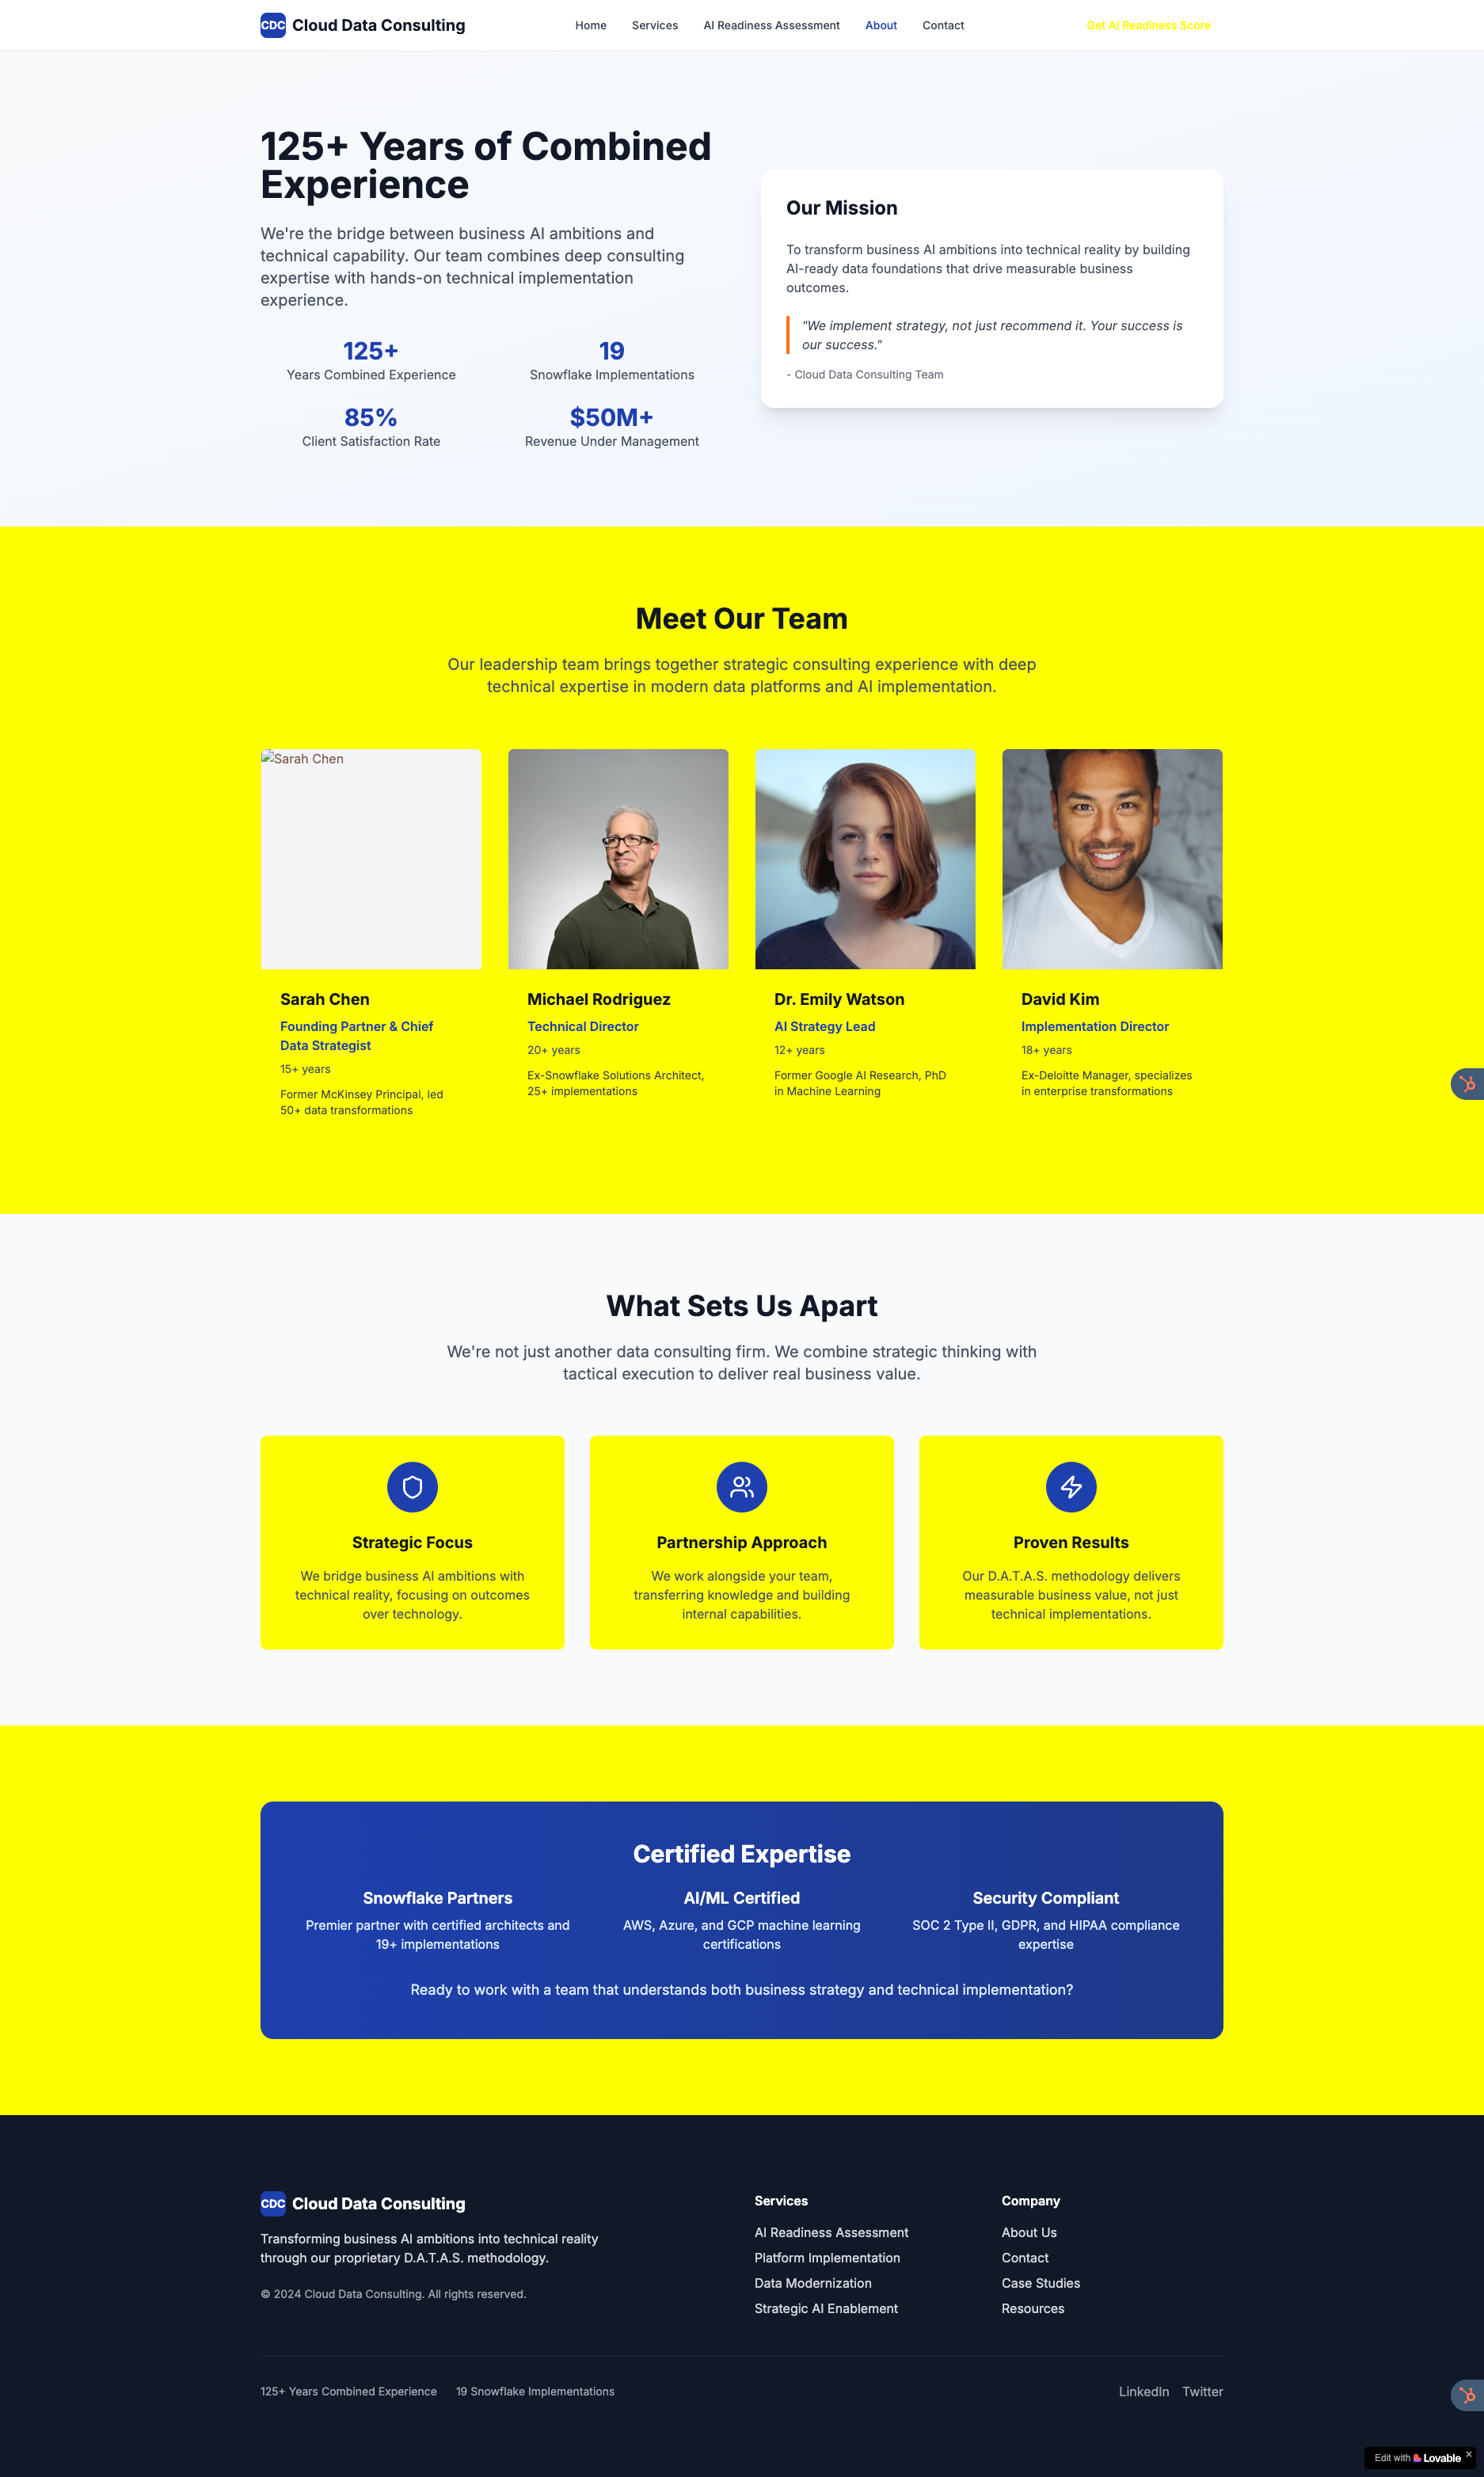 CDC Cloud Data Consulting
Home Services AI Readiness Assessment About Contact
Get AI Readiness Score
125+ Years of Combined
Experience
We're the bridge between business AI ambitions and
technical capability. Our team combines deep consulting
expertise with hands-on technical implementation
experience.
125+
Years Combined Experience
19
Snowflake Implementations
85%
Client Satisfaction Rate
$50M+
Revenue Under Management
Our Mission
To transform business AI ambitions into technical reality by building
AI-ready data foundations that drive measurable business
outcomes.
"We implement strategy, not just recommend it. Your success is
our success."
- Cloud Data Consulting Team
Meet Our Team
Our leadership team brings together strategic consulting experience with deep
technical expertise in modern data platforms and AI implementation.
Sarah Chen
Sarah Chen
Founding Partner & Chief
Data Strategist
15+ years
Former McKinsey Principal, led
50+ data transformations
Michael Rodriguez
Technical Director
20+ years
Ex-Snowflake Solutions Architect,
25+ implementations
Dr. Emily Watson
AI Strategy Lead
12+ years
Former Google AI Research, PhD
in Machine Learning
David Kim
Implementation Director
18+ years
Ex-Deloitte Manager, specializes
in enterprise transformations
What Sets Us Apart
We're not just another data consulting firm. We combine strategic thinking with
tactical execution to deliver real business value.
Strategic Focus
We bridge business AI ambitions with
technical reality, focusing on outcomes
over technology.
Partnership Approach
We work alongside your team,
transferring knowledge and building
internal capabilities.
Proven Results
Our D.A.T.A.S. methodology delivers
measurable business value, not just
technical implementations.
Certified Expertise
Snowflake Partners
Premier partner with certified architects and
19+ implementations
AI/ML Certified
AWS, Azure, and GCP machine learning
certifications
Security Compliant
SOC 2 Type II, GDPR, and HIPAA compliance
expertise
Ready to work with a team that understands both business strategy and technical implementation?
CDC Cloud Data Consulting
Transforming business AI ambitions into technical reality
through our proprietary D.A.T.A.S. methodology.
© 2024 Cloud Data Consulting. All rights reserved.
Services
AI Readiness Assessment
Platform Implementation
Data Modernization
Strategic AI Enablement
Company
About Us
Contact
Case Studies
Resources
125+ Years Combined Experience 19 Snowflake Implementations
LinkedIn Twitter
Edit with Lovable